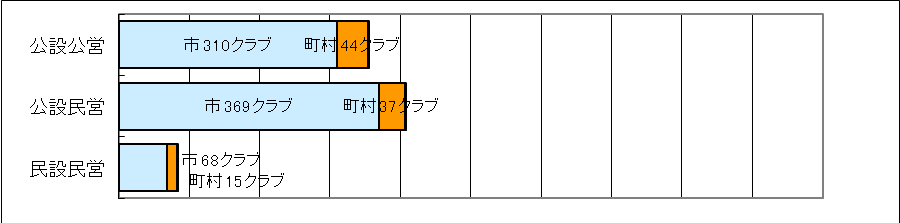 公設公営 市310クラブ 町村44クラブ
公設民営 市369クラブ 町村37クラブ
民設民営 市68クラブ
町村15クラブ